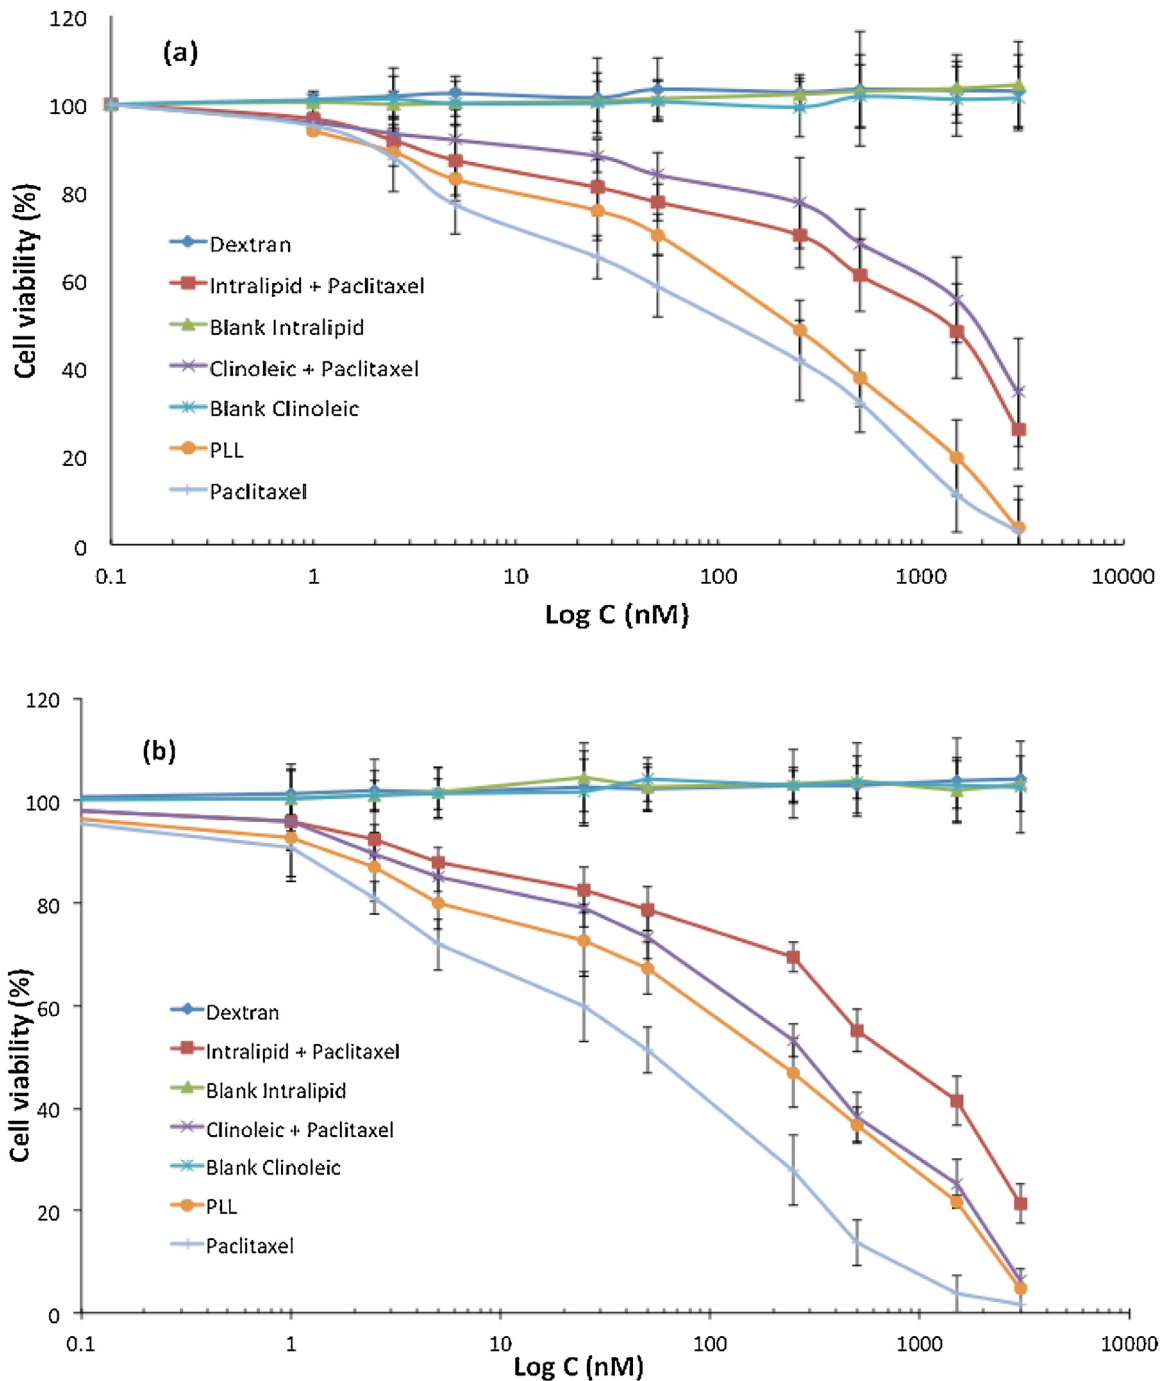 120
(a)
100
80
60
40
20
0
Cell viability (%)
Dextran
Intralipid + Paclitaxel
Blank Intralipid
Clinoleic + Paclitaxel
Blank Clinoleic
PLL
Paclitaxel
0.1 1 10 100 1000 10000
Log C (nM)
120
(b)
100
80
60
40
20
0
Cell viability (%)
Dextran
Intralipid + Paclitaxel
Blank Intralipid
Clinoleic + Paclitaxel
Blank Clinoleic
PLL
Paclitaxel
0.1 1 10 100 1000 10000
Log C (nM)